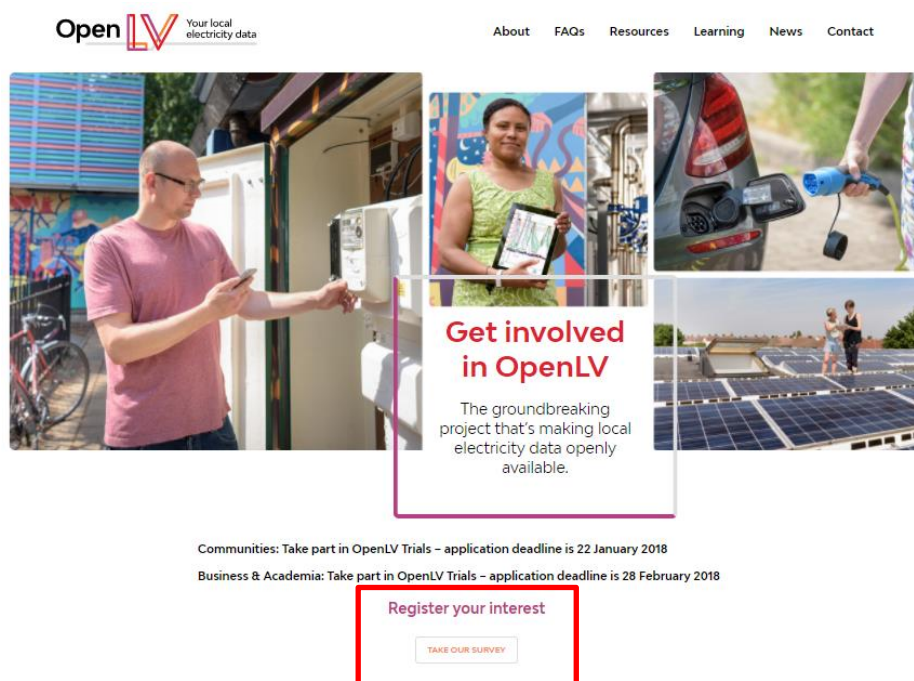 Open LV Your local
electricity data
About FAQs Resources Learning News Contact
Get involved
in OpenLV
The groundbreaking
project that's making local
electricity data openly
available.
Communities: Take part in OpenLV Trials – application deadline is 22 January 2018
Business & Academia: Take part in OpenLV Trials – application deadline is 28 February 2018
Register your interest
TAKE OUR SURVEY